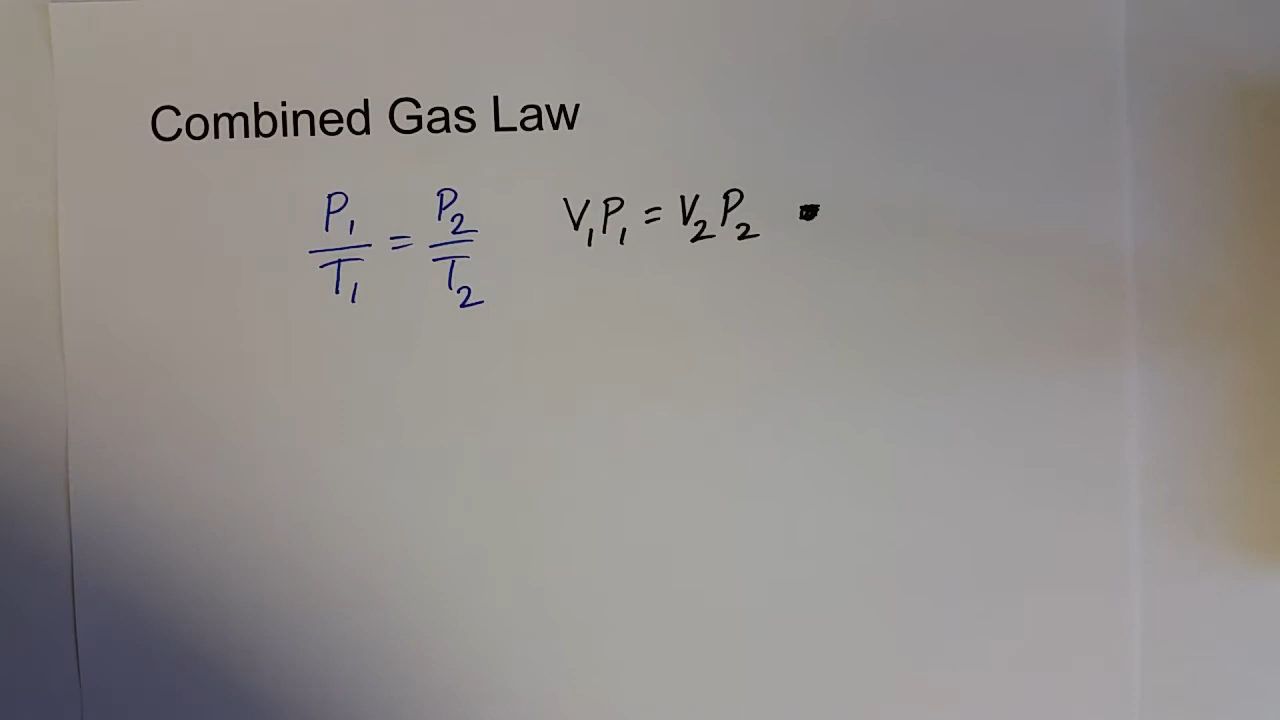 Combined Gas Law
P₁/T₁ = P₂/T₂  V₁P₁ = V₂P₂